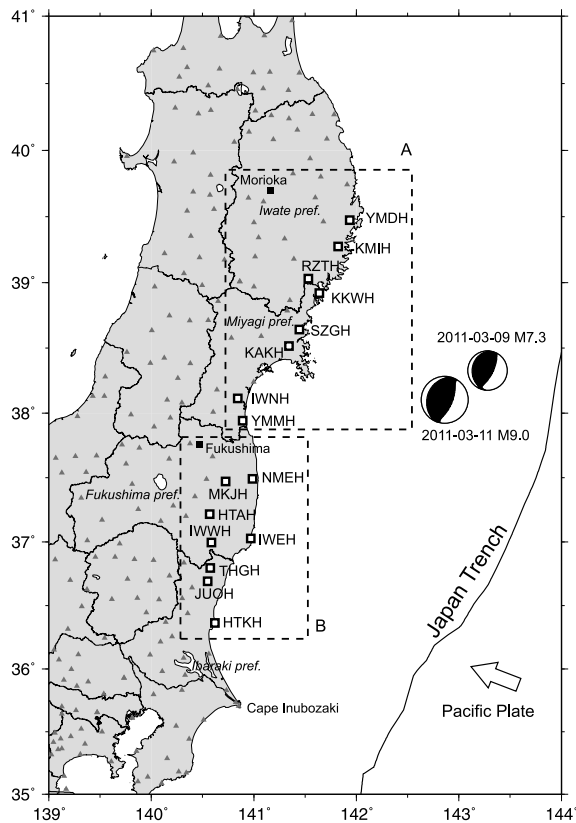 41°
40°
39°
38°
37°
36°
35°
139°
140°
141°
142°
143°
144°
A
Morioka
Iwate pref.
YMDH
KMIH
RZTH
KKWH
Miyagi pref.
SZGH
KAKH
2011-03-09 M7.3
IWNH
YMMH
2011-03-11 M9.0
Fukushima
NMEH
Fukushima pref.
MKJH
HTAH
IWWH
IWEH
THGH
JUOH
HTKH
B
Ibaraki pref.
Japan Trench
Cape Inubozaki
Pacific Plate